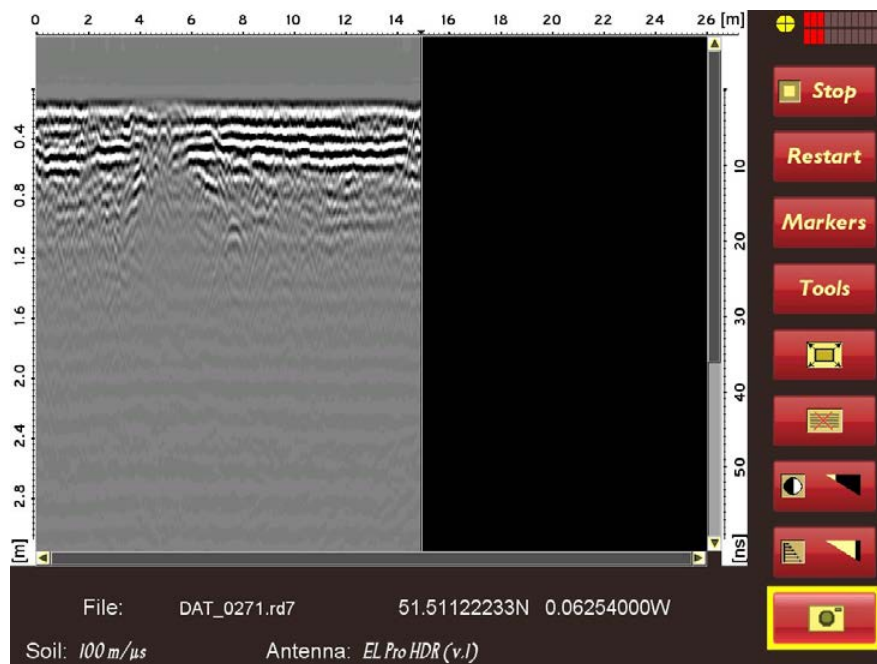 0 2 4 6 8 10 12 14 16 18 20 22 24 26 [m]
Stop
0.4
10
Restart
0.8
Markers
20
1.2
Tools
1.6
30
2.0
40
2.4
50
2.8
[m]
[ns]
File: DAT_0271.rd7 51.51122233N 0.06254000W
Soil: 100 m/µs Antenna: EL Pro HDR (v.1)